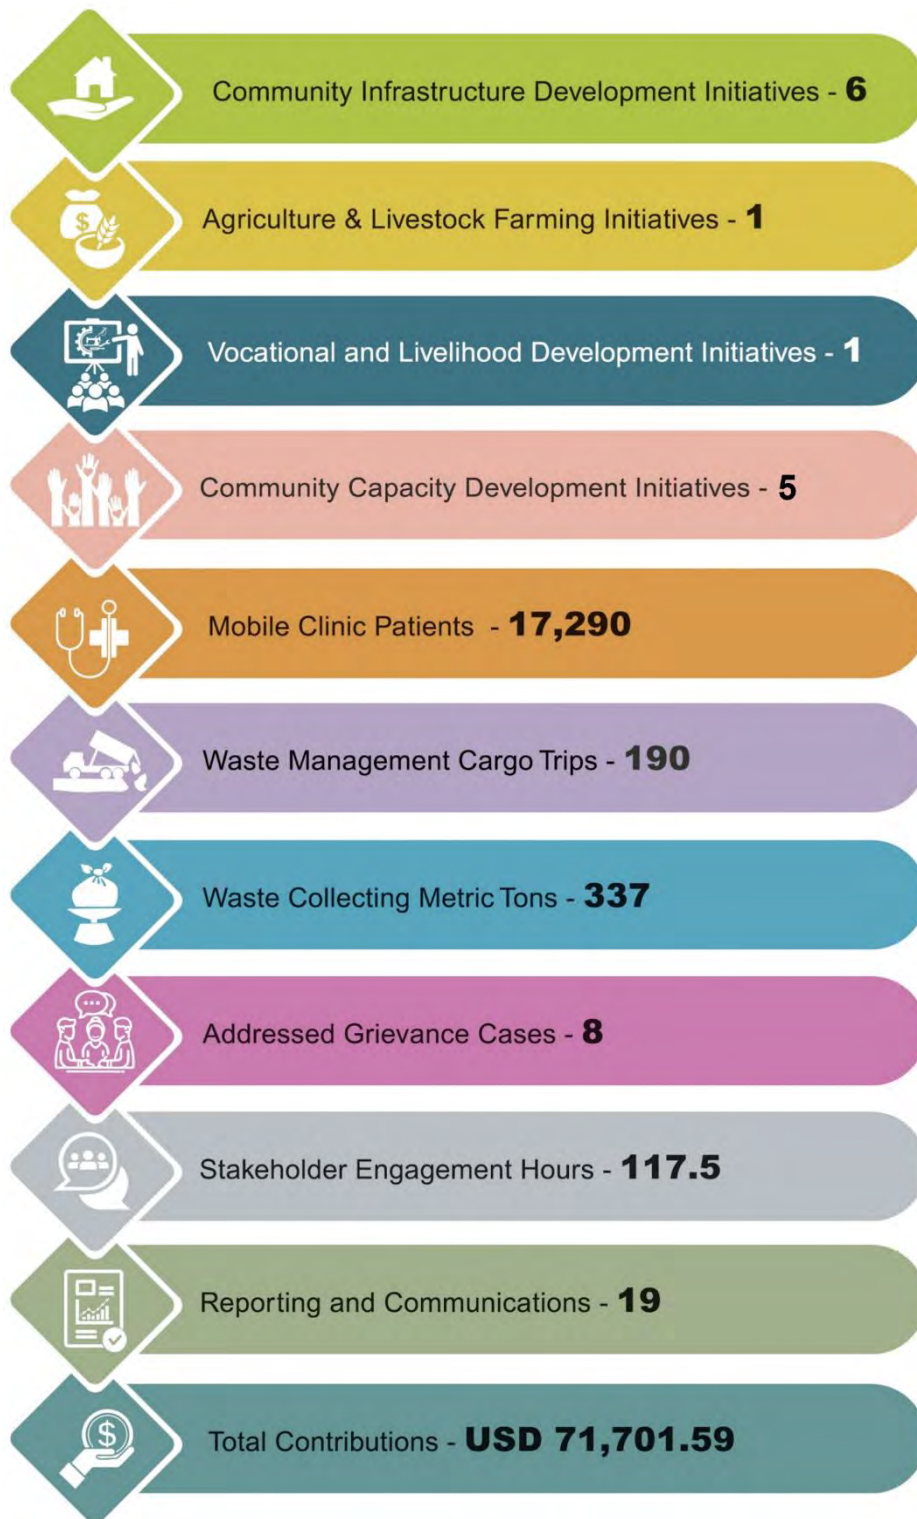 Community Infrastructure Development Initiatives - 6
$
Agriculture & Livestock Farming Initiatives - 1
Vocational and Livelihood Development Initiatives - 1
Community Capacity Development Initiatives - 5
Mobile Clinic Patients - 17,290
Waste Management Cargo Trips - 190
Waste Collecting Metric Tons - 337
Addressed Grievance Cases - 8
Stakeholder Engagement Hours - 117.5
Reporting and Communications - 19
$
Total Contributions - USD 71,701.59